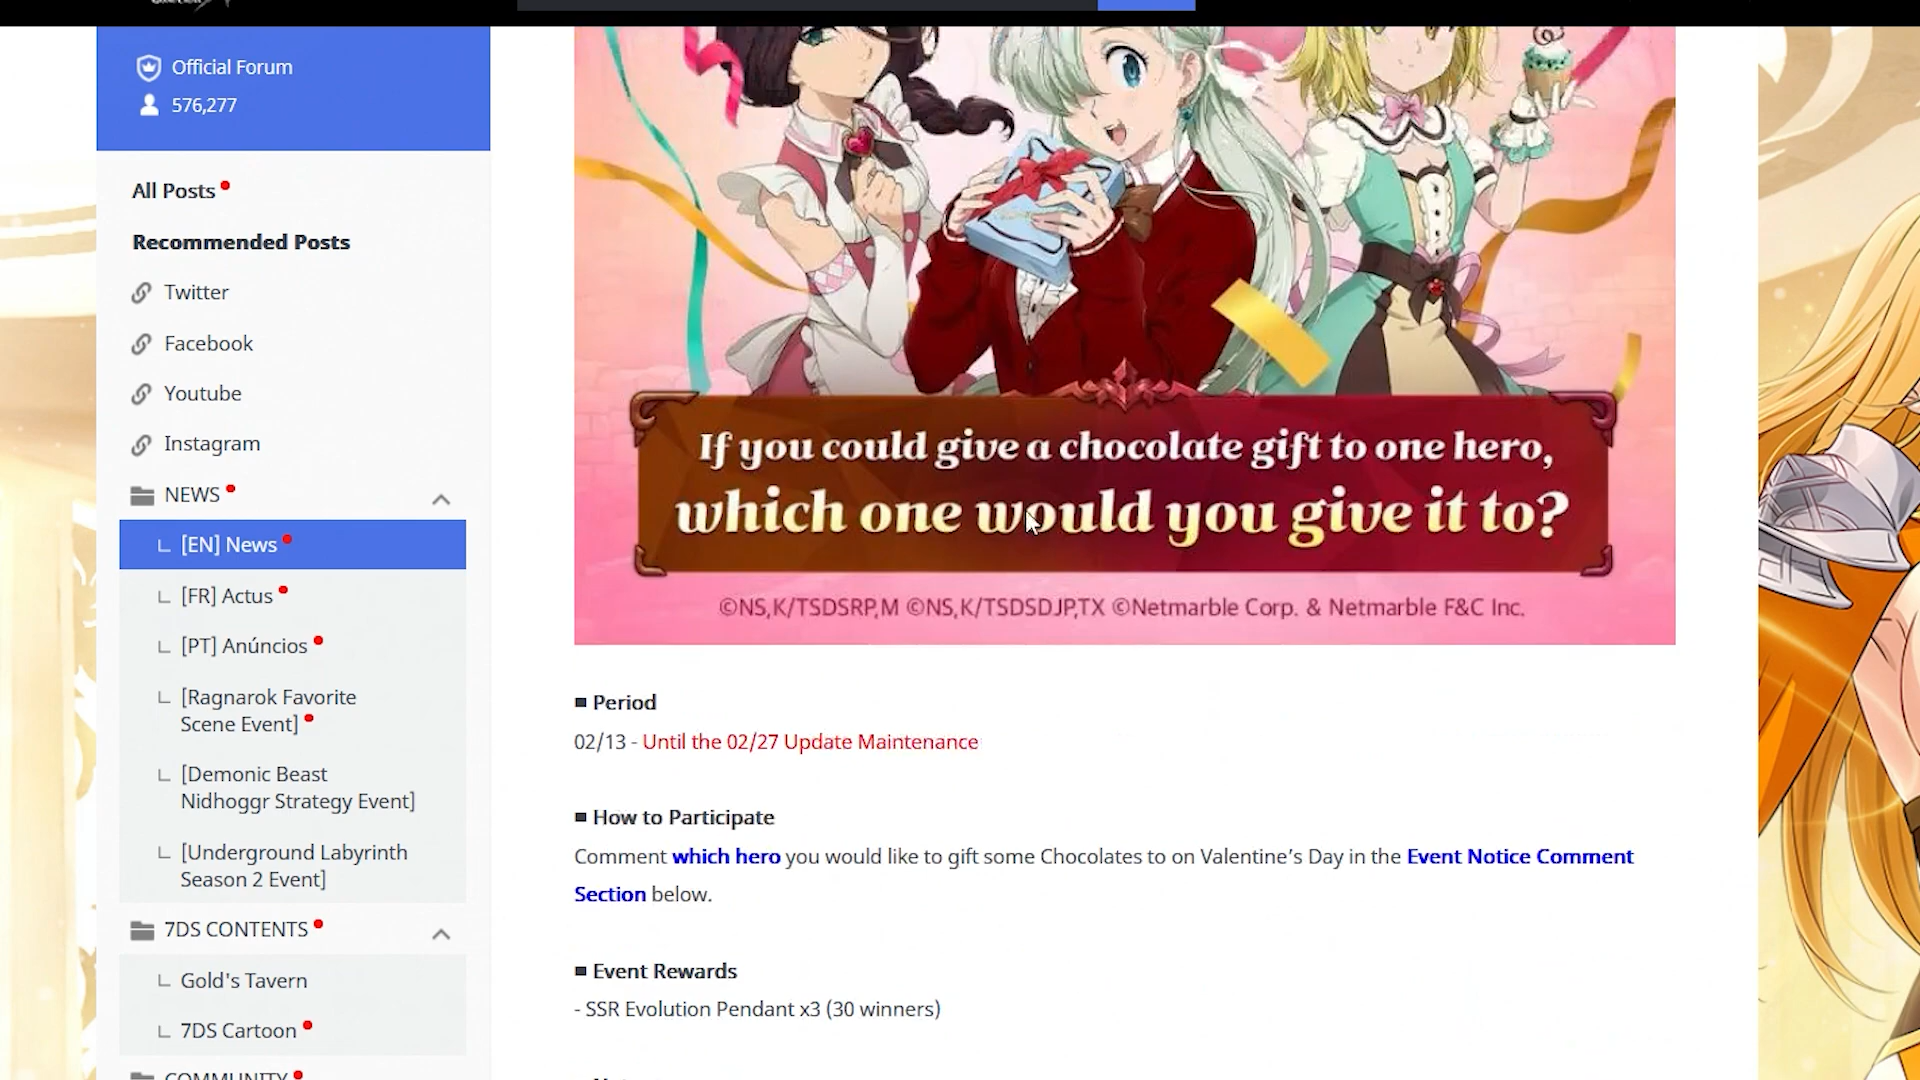 Official Forum
576,277
All Posts
Recommended Posts
Twitter
Facebook
Youtube
Instagram
NEWS
[EN] News
[FR] Actus
[PT] Anúncios
[Ragnarok Favorite
Scene Event]
[Demonic Beast
Nidhoggr Strategy Event]
[Underground Labyrinth
Season 2 Event]
7DS CONTENTS
Gold's Tavern
7DS Cartoon
COMMUNITY
If you could give a chocolate gift to one hero,
which one would you give it to?
©NS,K/TSDSRP,M ©NS,K/TSDSDJP,TX ©Netmarble Corp. & Netmarble F&C Inc.
■ Period
02/13 - Until the 02/27 Update Maintenance
■ How to Participate
Comment which hero you would like to gift some Chocolates to on Valentine’s Day in the Event Notice Comment
Section below.
■ Event Rewards
- SSR Evolution Pendant x3 (30 winners)